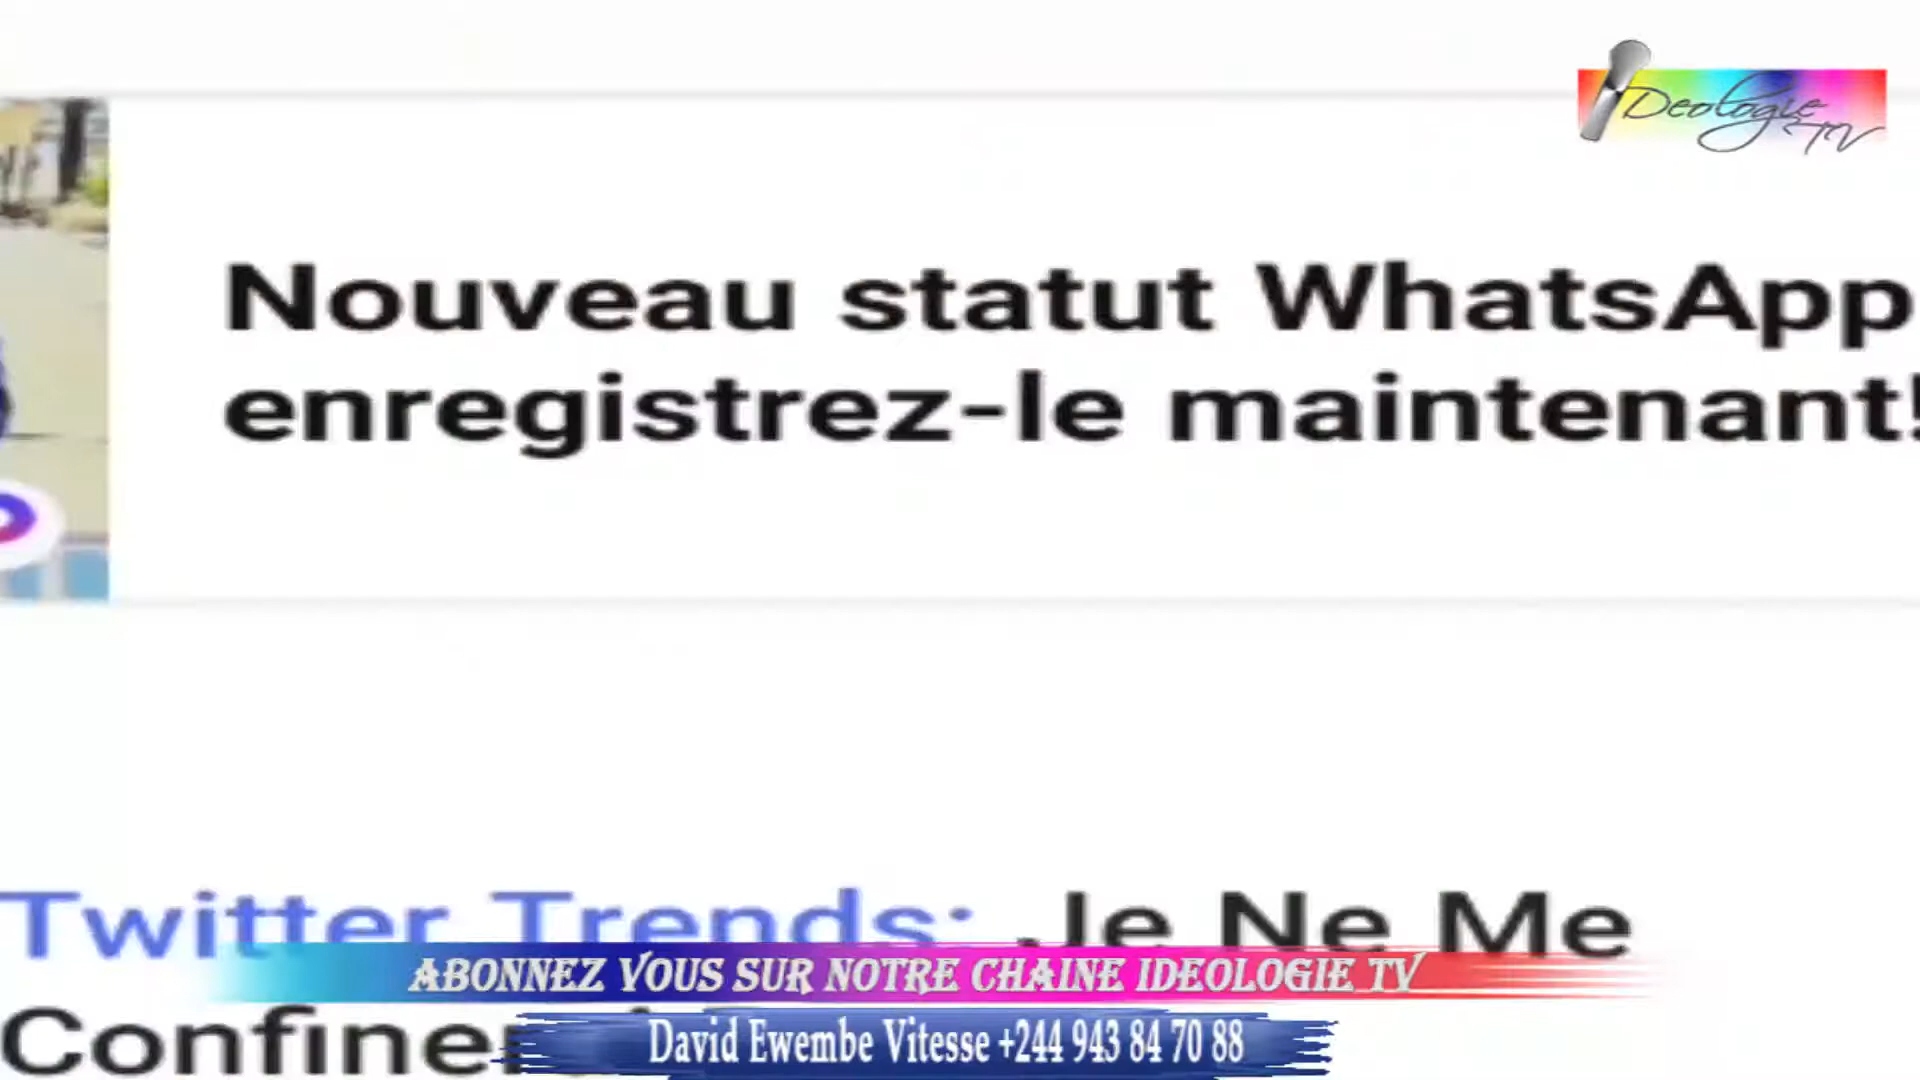 Ideologie TV
Nouveau statut WhatsApp
enregistrez-le maintenant!
Twitter Trends: Je Ne Me
ABONNEZ VOUS SUR NOTRE CHAINE IDEOLOGIE TV
David Ewembe Vitesse +244 943 84 70 88